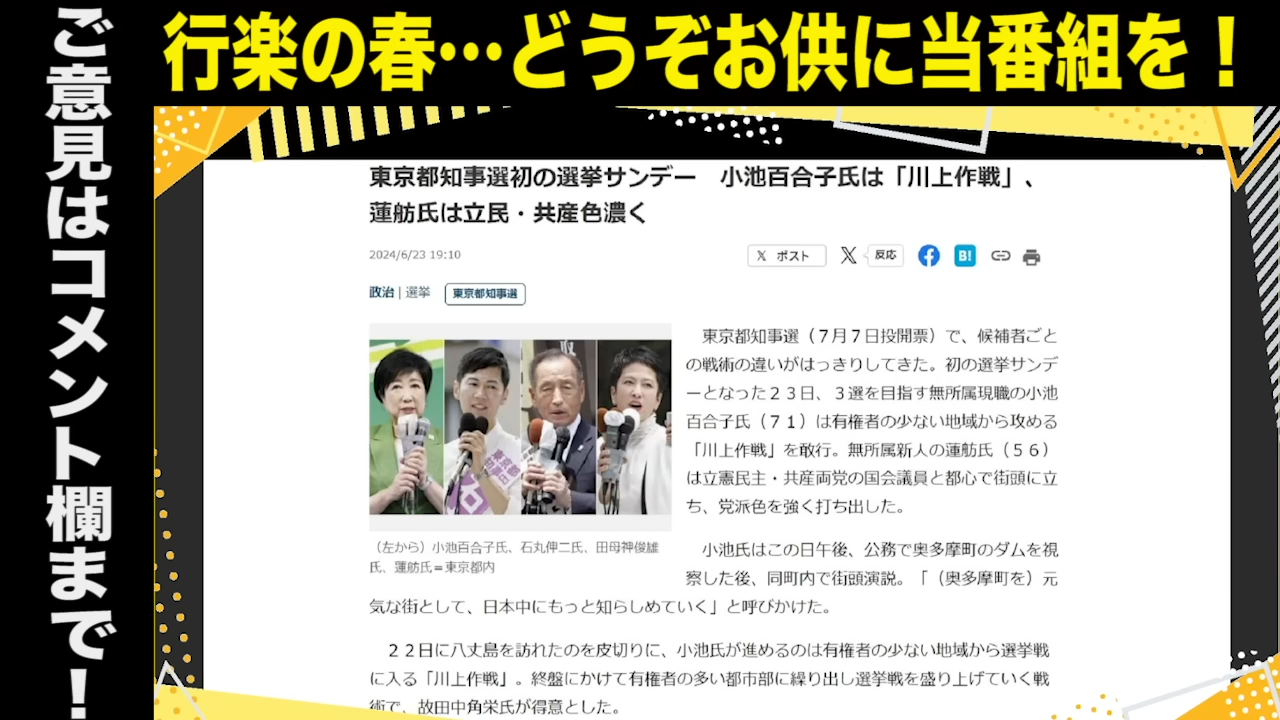 行楽の春…どうぞお供に当番組を！
ご意見はコメント欄まで！
東京都知事選初の選挙サンデー　小池百合子氏は「川上作戦」、
蓮舫氏は立民・共産色濃く
2024/6/23 19:10
𝕏 ポスト
反応
B!
政治 | 選挙
東京都知事選
（左から）小池百合子氏、石丸伸二氏、田母神俊雄
氏、蓮舫氏＝東京都内
東京都知事選（７月７日投開票）で、候補者ごと
の戦術の違いがはっきりしてきた。初の選挙サンデ
ーとなった２３日、３選を目指す無所属現職の小池
百合子氏（７１）は有権者の少ない地域から攻める
「川上作戦」を敢行。無所属新人の蓮舫氏（５６）
は立憲民主・共産両党の国会議員と都心で街頭に立
ち、党派色を強く打ち出した。
小池氏はこの日午後、公務で奥多摩町のダムを視
察した後、同町内で街頭演説。「（奥多摩町を）元
気な街として、日本中にもっと知らしめていく」と呼びかけた。
２２日に八丈島を訪れたのを皮切りに、小池氏が進めるのは有権者の少ない地域から選挙戦
に入る「川上作戦」。終盤にかけて有権者の多い都市部に繰り出し選挙戦を盛り上げていく戦
術で、故田中角栄氏が得意とした。